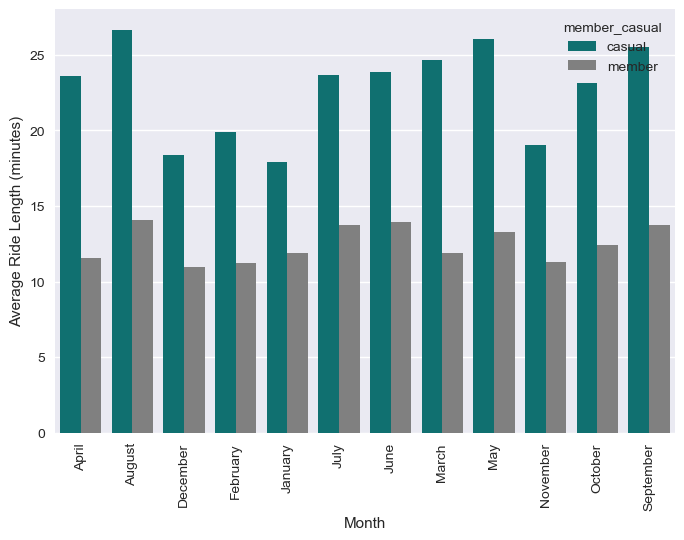 member_casual
casual
member
Average Ride Length (minutes)
25
20
15
10
5
0
April
August
December
February
January
July
June
March
May
November
October
September
Month